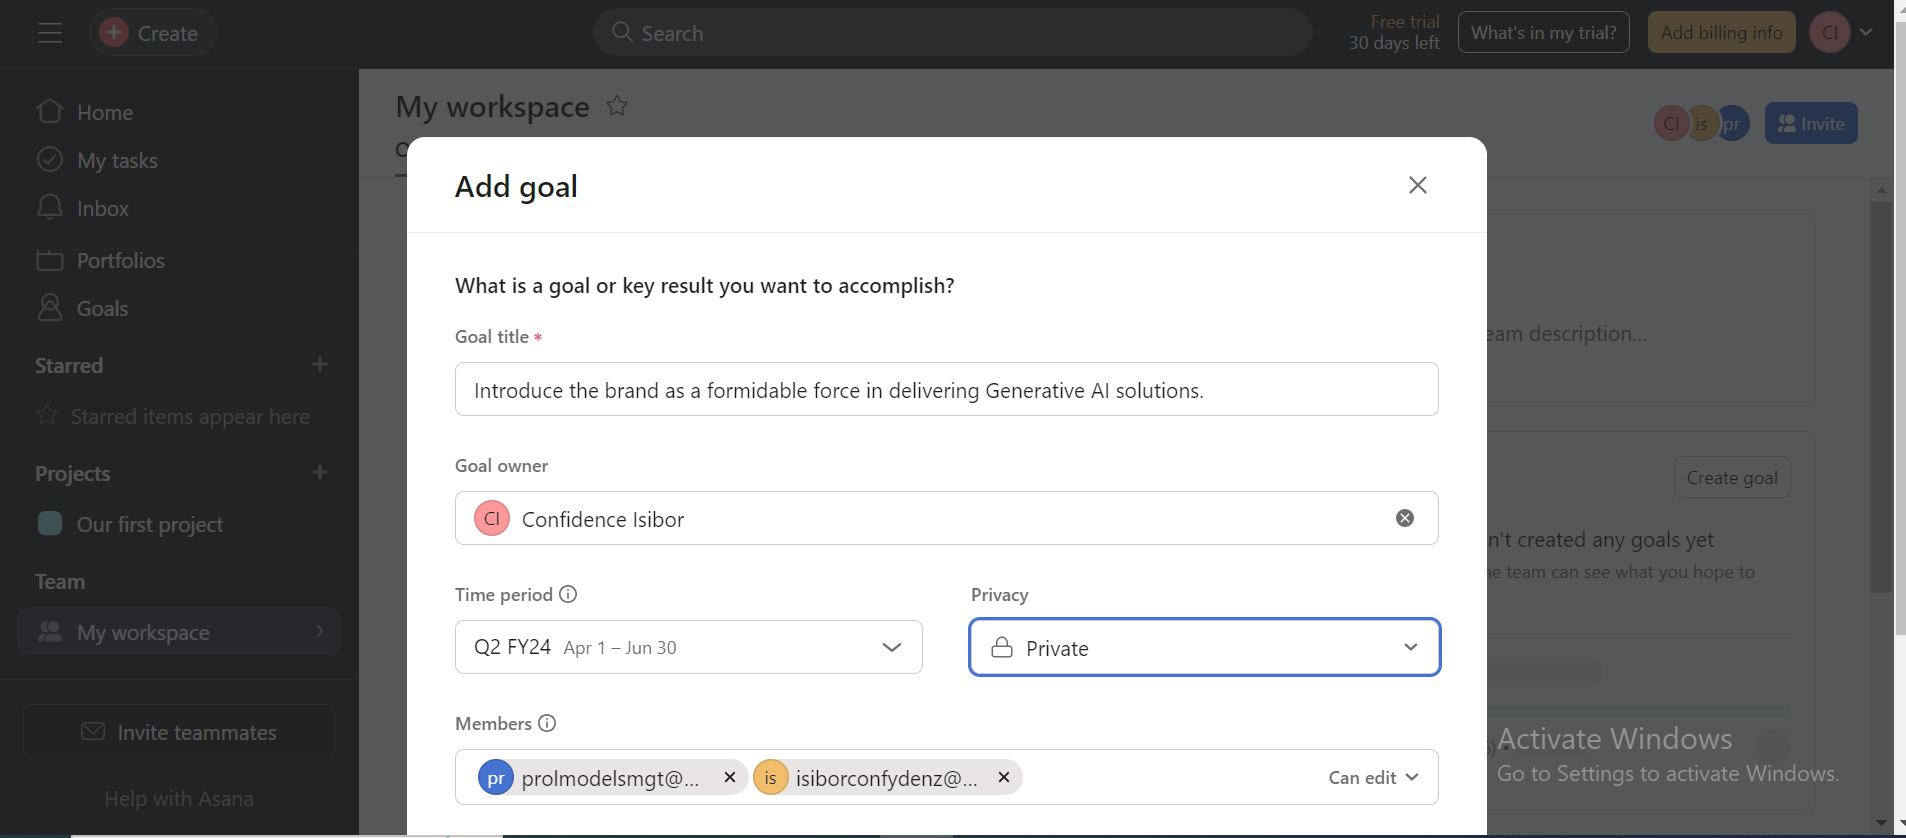 Create
Search
Free trial
30 days left
What's in my trial?
Add billing info
CI
Home
My tasks
Inbox
Portfolios
Goals
Starred
Starred items appear here
Projects
Our first project
Team
My workspace
Invite teammates
Help with Asana
My workspace
CI
is
pr
Invite
Add goal
What is a goal or key result you want to accomplish?
Goal title *
Introduce the brand as a formidable force in delivering Generative AI solutions.
Goal owner
CI Confidence Isibor
Time period
Privacy
Q2 FY24 Apr 1 – Jun 30
Private
Members
pr prolmodelsmgt@...
is isiborconfydenz@...
Can edit
eam description...
Create goal
n't created any goals yet
team can see what you hope to
Activate Windows
Go to Settings to activate Windows.